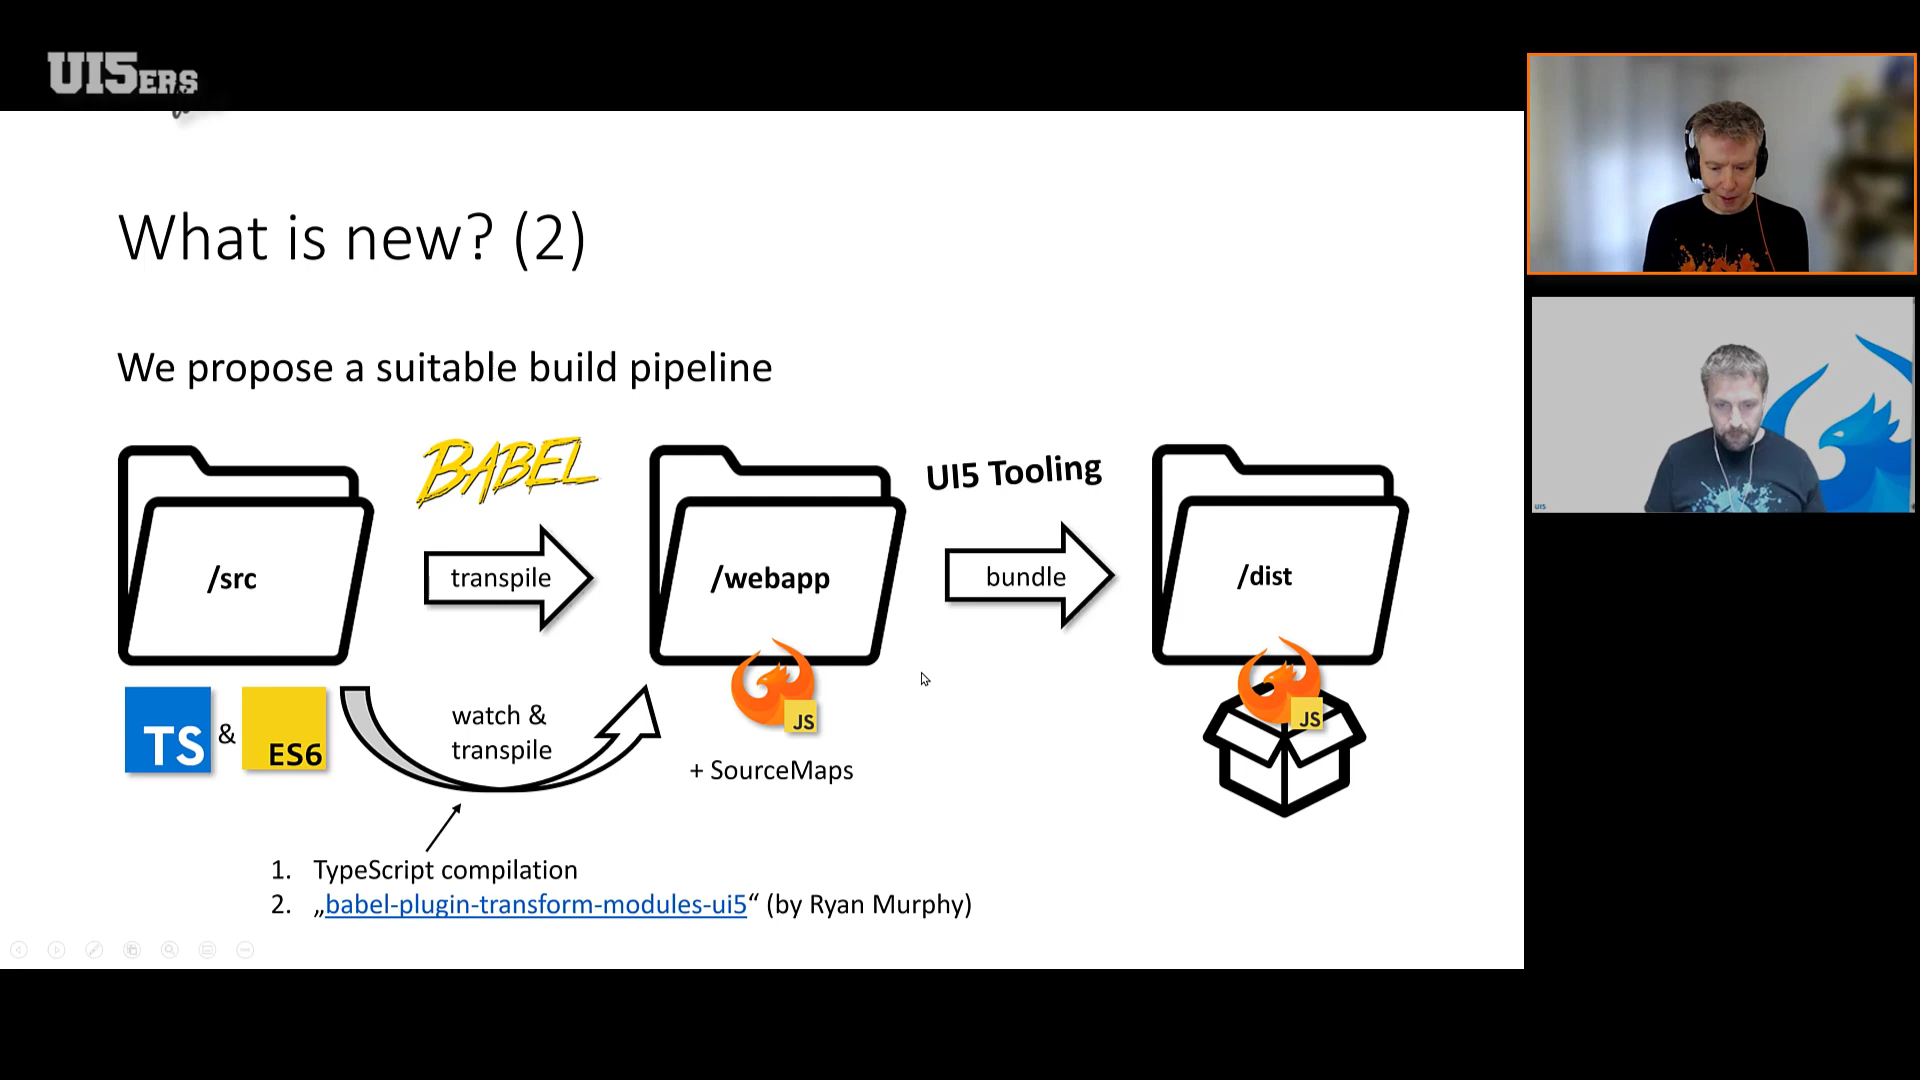 UI5ERS
What is new? (2)
We propose a suitable build pipeline
BABEL
UI5 Tooling
/src
transpile
/webapp
bundle
/dist
TS & ES6
watch &
transpile
JS
JS
+ SourceMaps
1. TypeScript compilation
2. „babel-plugin-transform-modules-ui5“ (by Ryan Murphy)
UI5